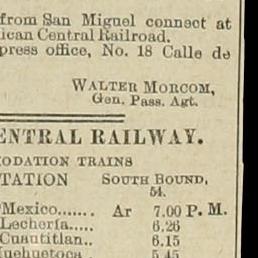 from San Miguel connect at
ican Central Railroad.
press office, No. 18 Calle de
WALTER MORCOM,
Gen. Pass. Agt.
ENTRAL RAILWAY.
ODATION TRAINS
TATION SOUTH BOUND,
54.
Mexico....... Ar 7.00 P. M.
Lechería..... 6.26
Cuautitlan.. 6.15
Huehuetoca 5.45